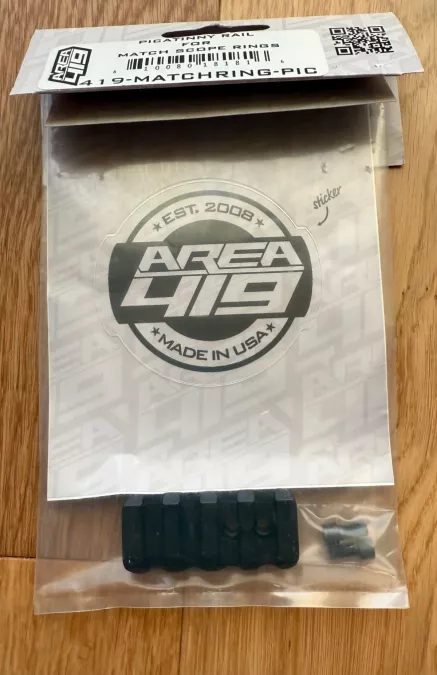 AREA
419
PICATINNY RAIL
FOR
MATCH SCOPE RINGS
419-MATCHRING-PIC
sticker
★ EST. 2008 ★
AREA
419
★ MADE IN USA ★